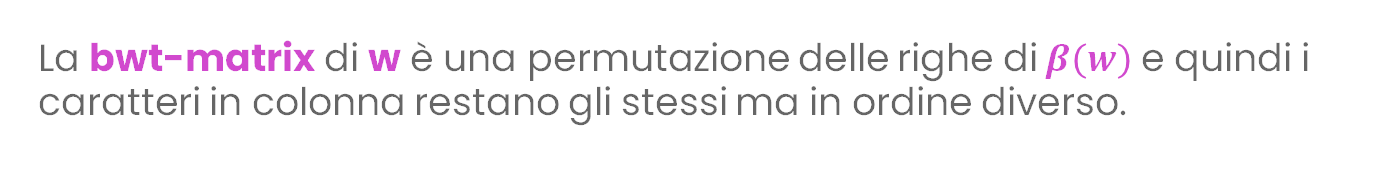 La bwt-matrix di w è una permutazione delle righe di β(w) e quindi i
caratteri in colonna restano gli stessi ma in ordine diverso.